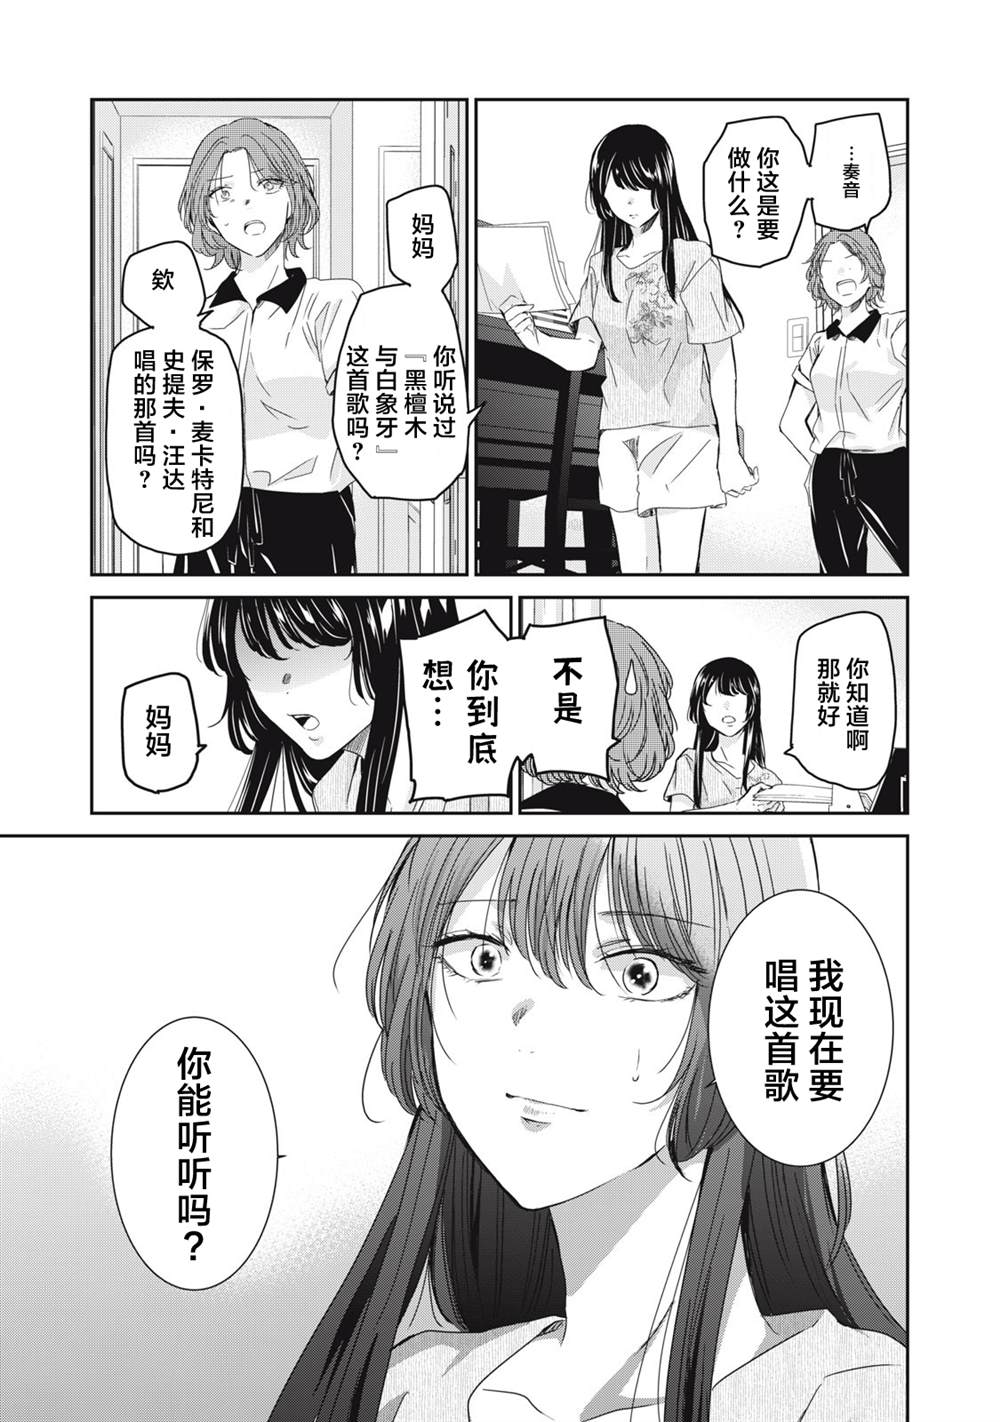 …奏音
你这是要
做什么?
妈妈
你听说过
『黑檀木
与白象牙』
这首歌吗?
欸
保罗·麦卡特尼和
史提夫·汪达
唱的那首吗?
你知道啊
那就好。
不是
你到底
想…
妈妈
我现在要
唱这首歌
你能听听吗?